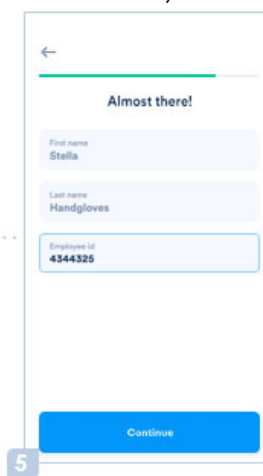 Almost there!
First name
Stella
Last name
Handgloves
Employee id
4344325
Continue
5